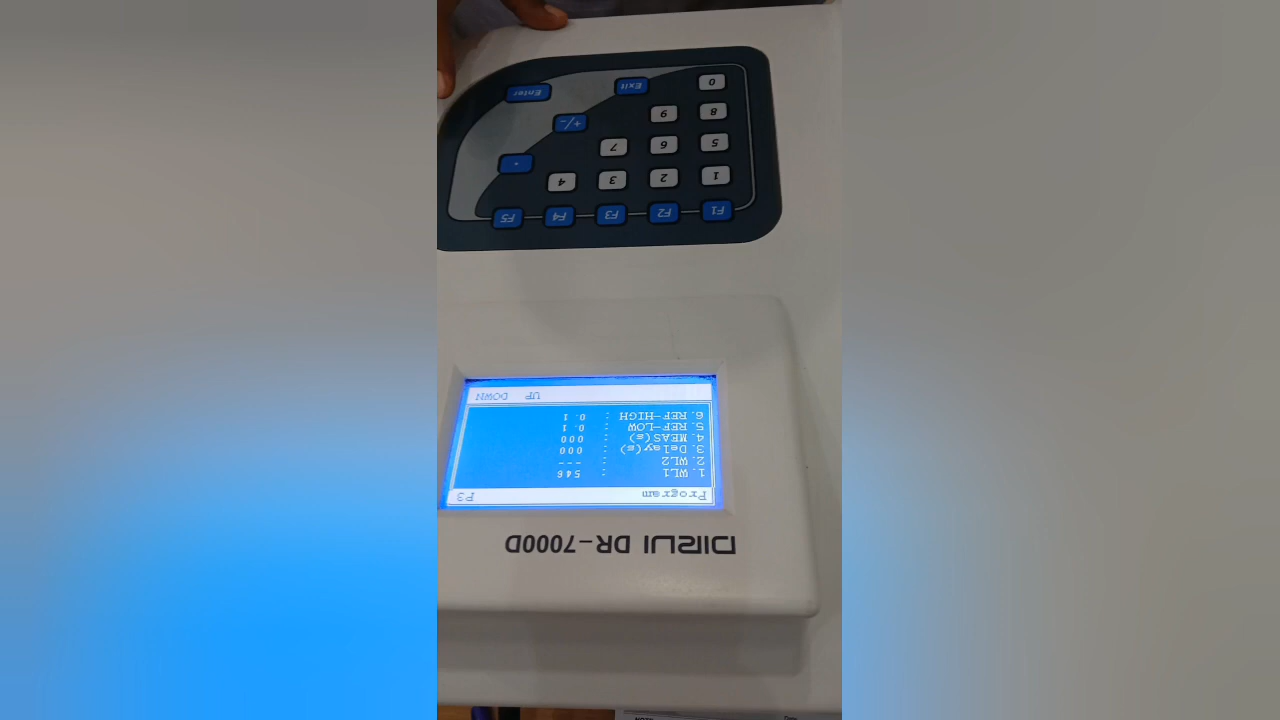 DIRUI DR-7000D
Program P3
1. WL1 : 546
2. WL2 : ---
3. Delay(s) : 000
4. MEAS(s) : 000
5. REF-LOW : 0.1
6. REF-HIGH : 0.1
UP DOWN
F1 F2 F3 F4 F5
1 2 3 4 .
5 6 7 +/-
8 9
0 Exit Enter